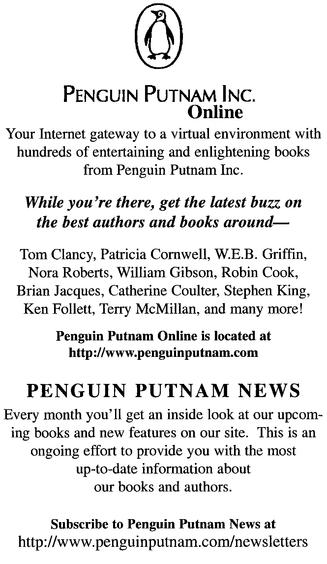 PENGUIN PUTNAM INC.
Online
Your Internet gateway to a virtual environment with
hundreds of entertaining and enlightening books
from Penguin Putnam Inc.
While you're there, get the latest buzz on
the best authors and books around—
Tom Clancy, Patricia Cornwell, W.E.B. Griffin,
Nora Roberts, William Gibson, Robin Cook,
Brian Jacques, Catherine Coulter, Stephen King,
Ken Follett, Terry McMillan, and many more!
Penguin Putnam Online is located at
http://www.penguinputnam.com
PENGUIN PUTNAM NEWS
Every month you'll get an inside look at our upcom-
ing books and new features on our site. This is an
ongoing effort to provide you with the most
up-to-date information about
our books and authors.
Subscribe to Penguin Putnam News at
http://www.penguinputnam.com/newsletters